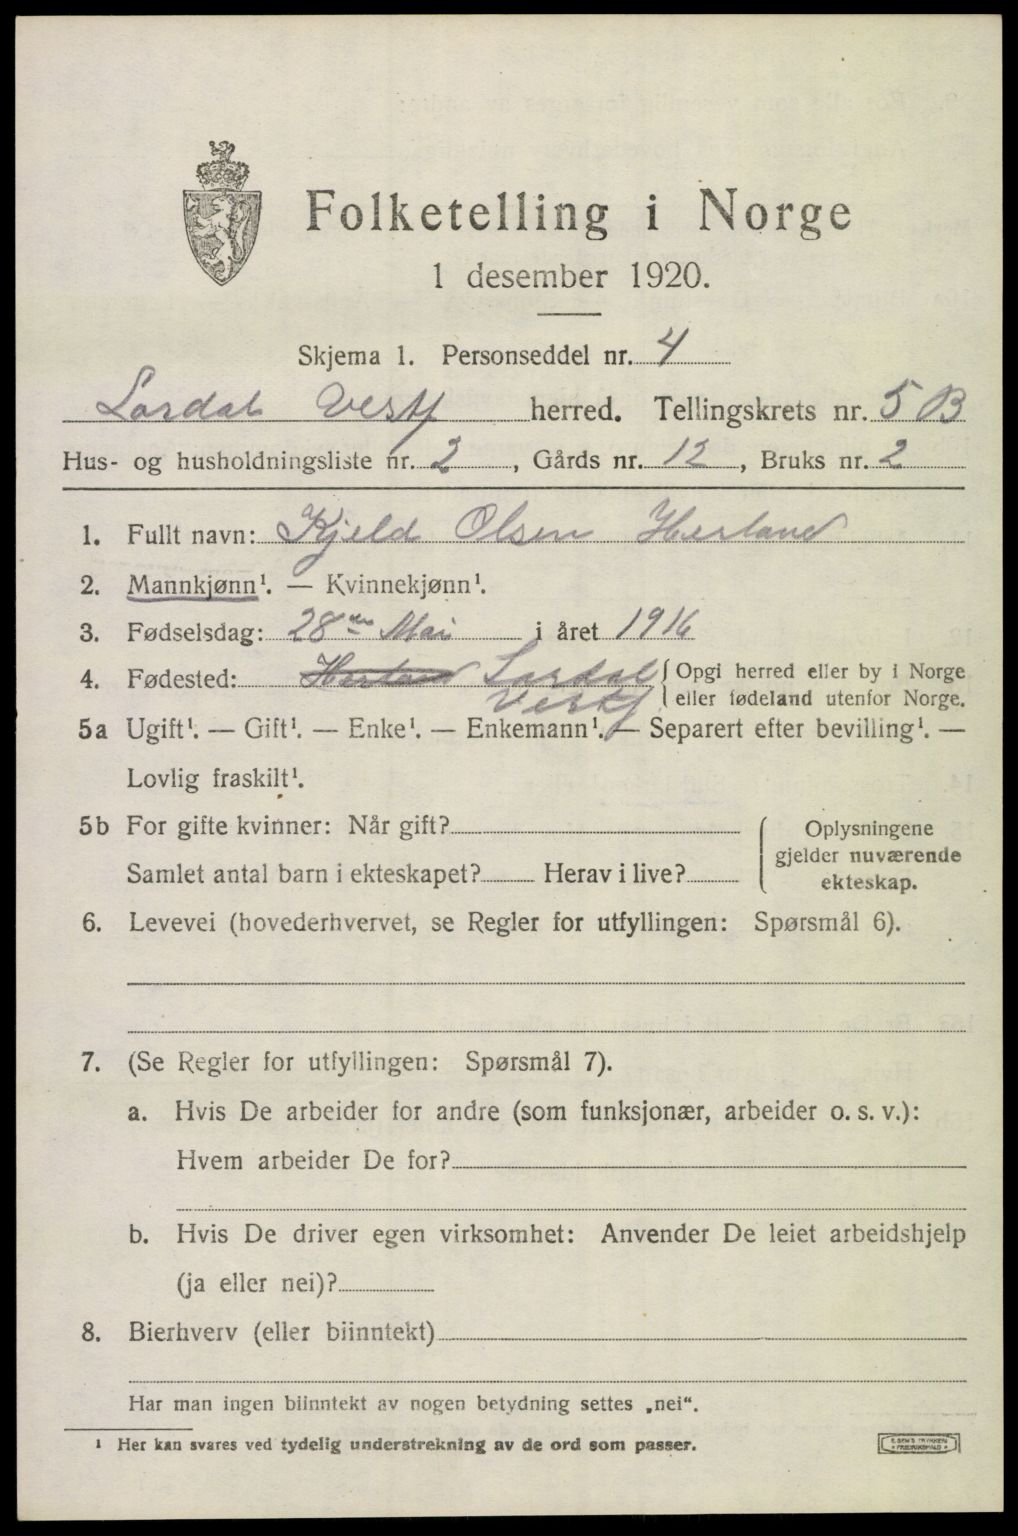 Folketelling i Norge
1 desember 1920.
Skjema 1. Personseddel nr. 4
Lardal Vestf herred. Tellingskrets nr. 5 B
Hus- og husholdningsliste nr. 2, Gårds nr. 12, Bruks nr. 2
1. Fullt navn: Kjeld Olsen Herland
2. Mannkjønn¹. — Kvinnekjønn¹.
3. Fødselsdag: 28de Mai i året 1916
4. Fødested: Herland Lardal { Opgi herred eller by i Norge
Vestf eller fødeland utenfor Norge.
5a Ugift¹. — Gift¹. — Enke¹. — Enkemann¹. — Separert efter bevilling¹. —
Lovlig fraskilt¹.
5b For gifte kvinner: Når gift?
Samlet antal barn i ekteskapet? Herav i live?
Oplysningene
gjelder nuværende
ekteskap.
6. Levevei (hovederhvervet, se Regler for utfyllingen: Spørsmål 6).
7. (Se Regler for utfyllingen: Spørsmål 7).
a. Hvis De arbeider for andre (som funksjonær, arbeider o. s. v.):
Hvem arbeider De for?
b. Hvis De driver egen virksomhet: Anvender De leiet arbeidshjelp
(ja eller nei)?
8. Bierhverv (eller biinntekt)
Har man ingen biinntekt av nogen betydning settes „nei“.
¹ Her kan svares ved tydelig understrekning av de ord som passer.